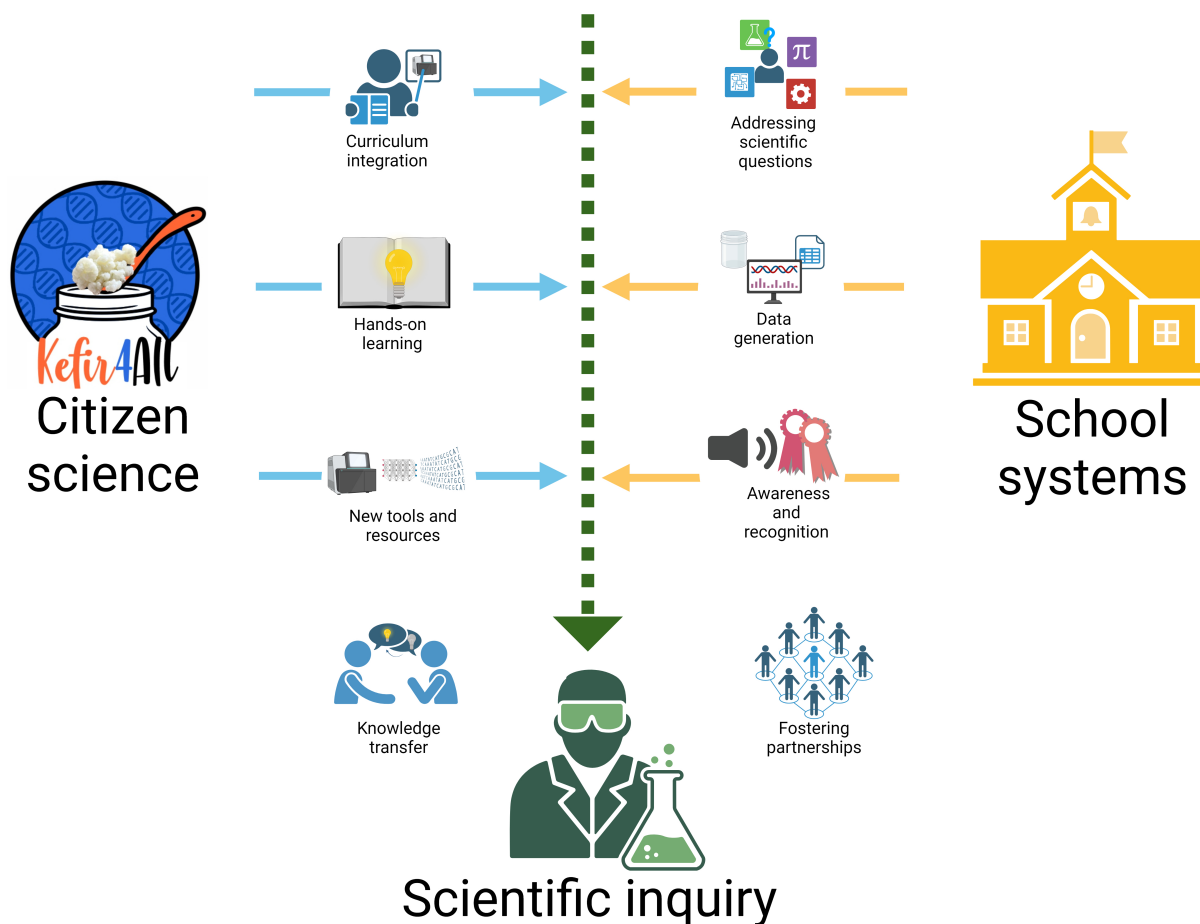 Curriculum
integration
Addressing
scientific
questions
?
π
Kefir4All
Citizen
science
Hands-on
learning
Data
generation
School
systems
New tools and
resources
Awareness
and
recognition
Knowledge
transfer
Fostering
partnerships
Scientific inquiry